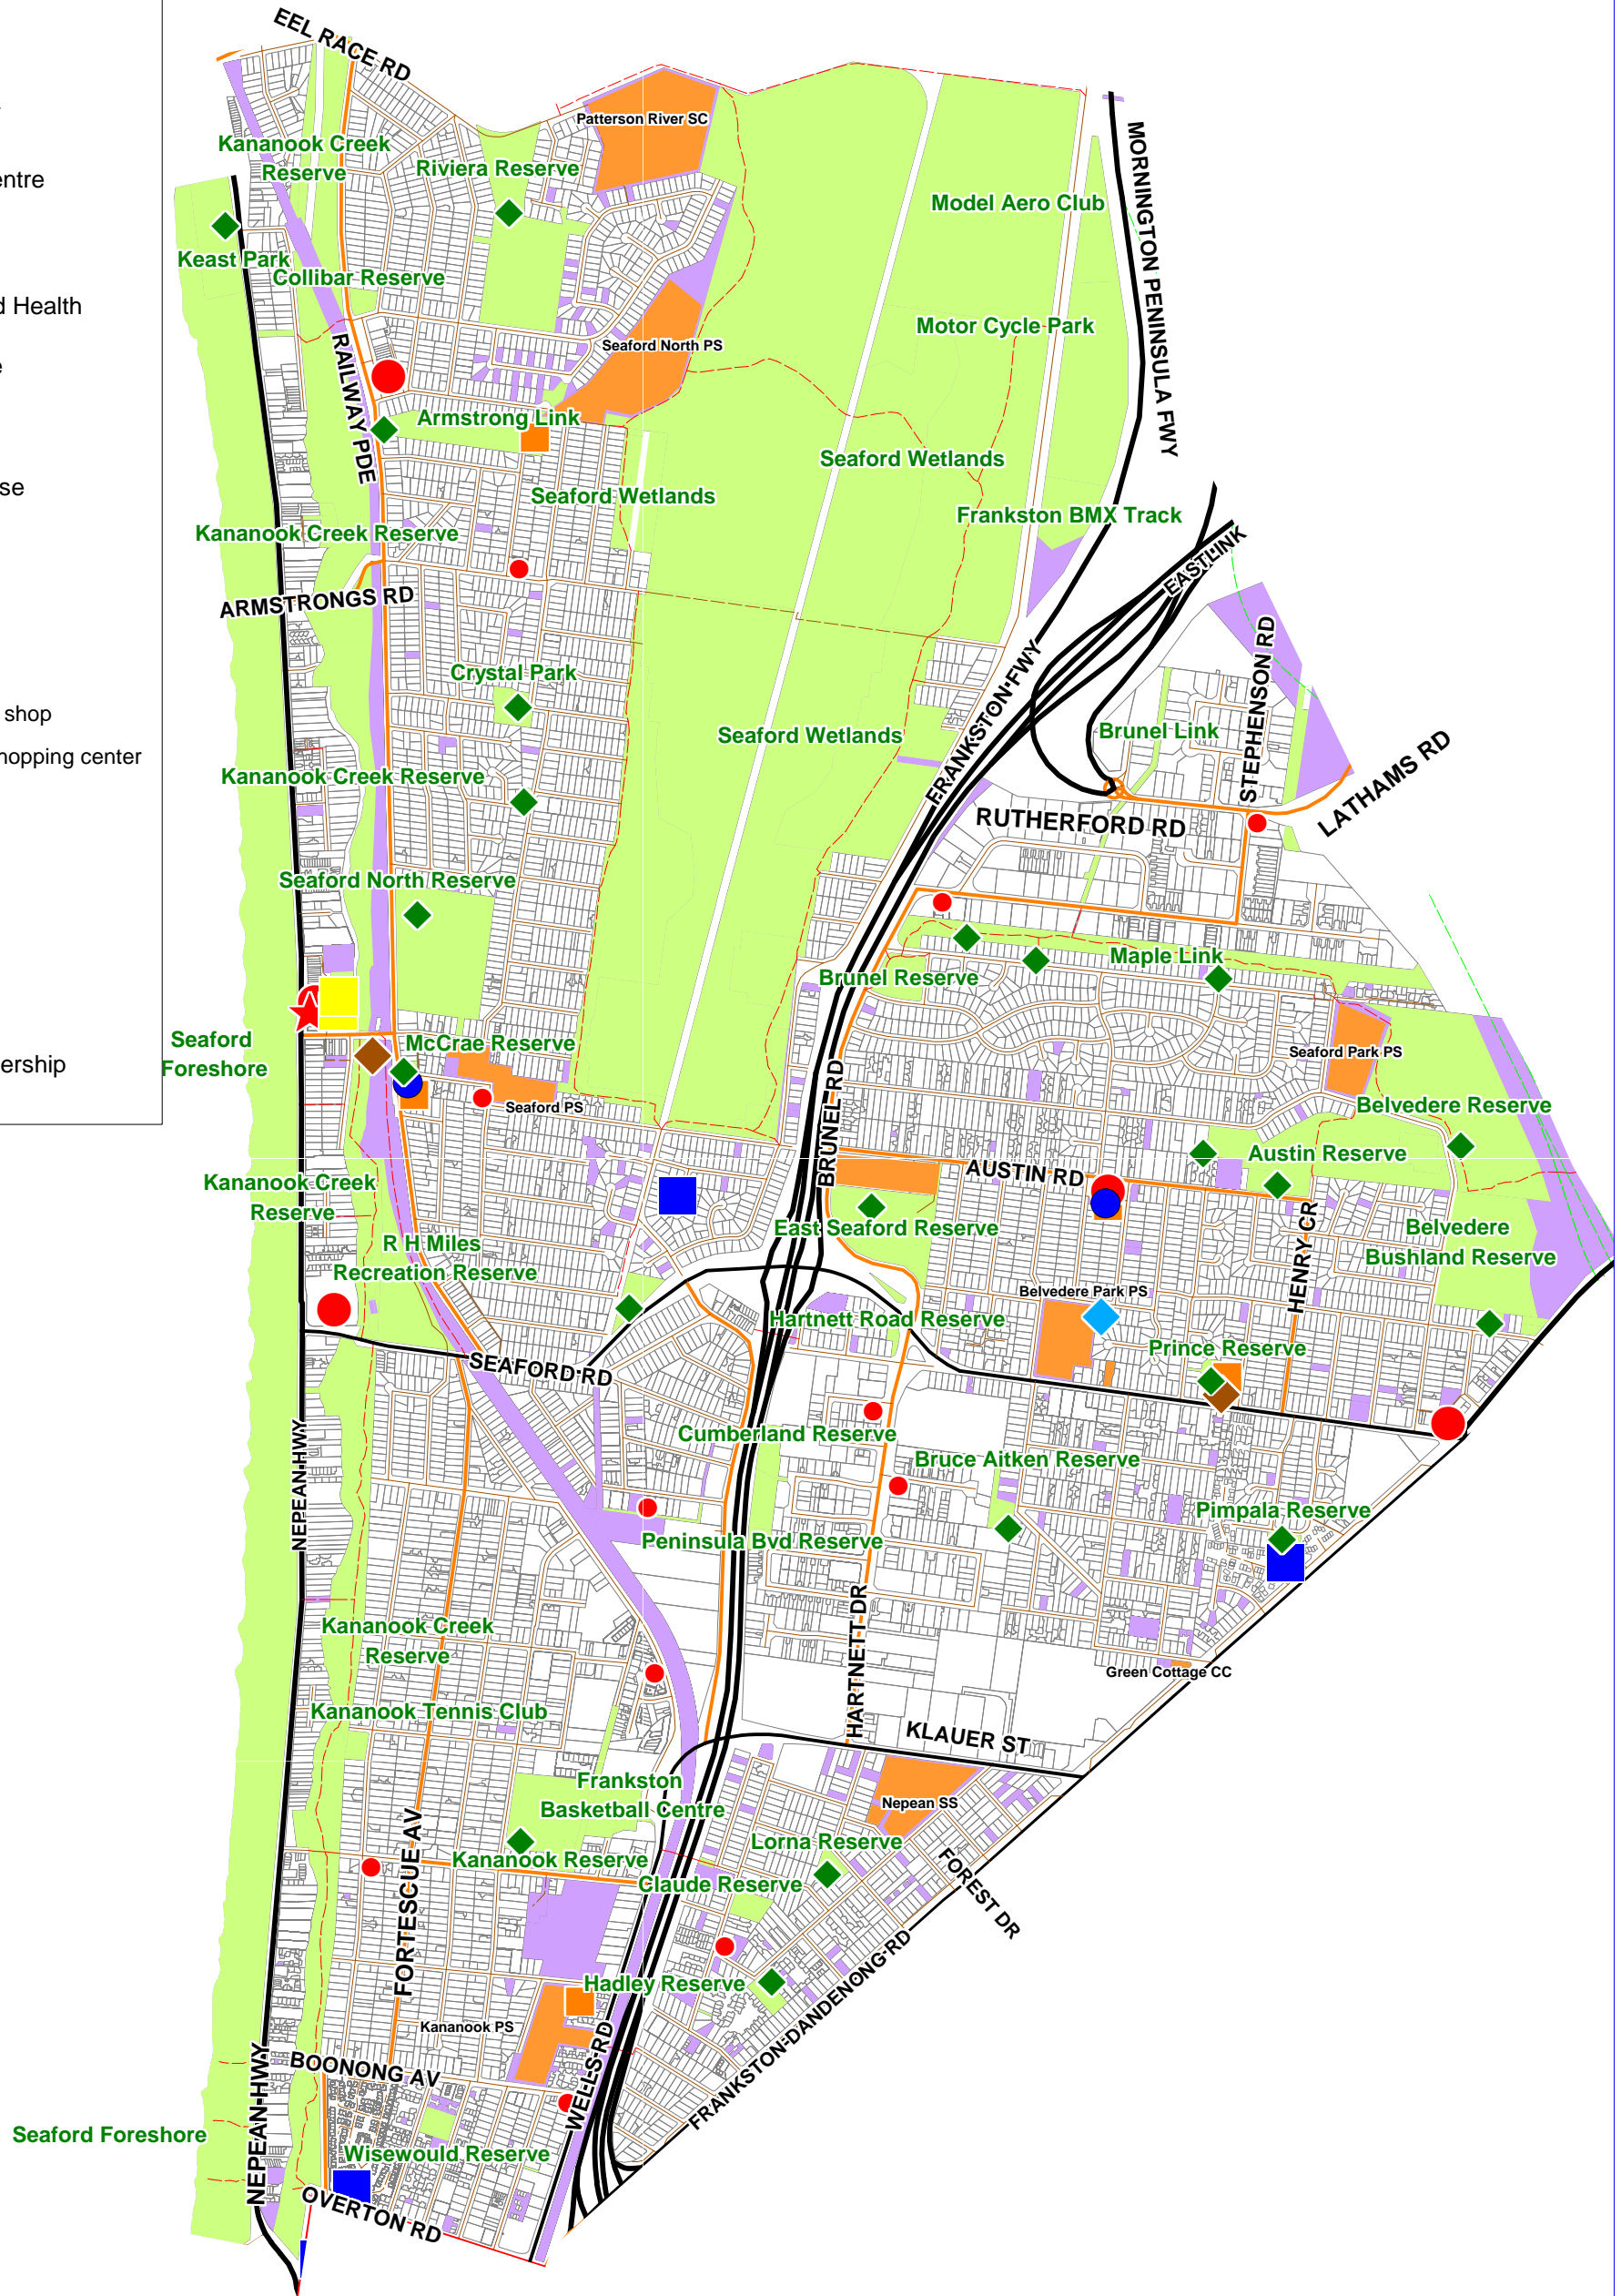 entre
d Health
e
se
shop
hopping center
ership
EEL RACE RD
Patterson River SC
Kananook Creek
Reserve
Riviera Reserve
Model Aero Club
MORNINGTON PENINSULA FWY
Keast Park
Collibar Reserve
Motor Cycle Park
Seaford North PS
RAILWAY PDE
Armstrong Link
Seaford Wetlands
Seaford Wetlands
Frankston BMX Track
Kananook Creek Reserve
EASTLINK
ARMSTRONGS RD
STEPHENSON RD
Crystal Park
FRANKSTON FWY
Seaford Wetlands
Brunel Link
LATHAMS RD
Kananook Creek Reserve
RUTHERFORD RD
Seaford North Reserve
Maple Link
Brunel Reserve
Seaford
Foreshore
McCrae Reserve
Seaford Park PS
Seaford PS
BRUNEL RD
Belvedere Reserve
Austin Reserve
AUSTIN RD
Kananook Creek
Reserve
East Seaford Reserve
HENRY CR
Belvedere
Bushland Reserve
R H Miles
Recreation Reserve
Belvedere Park PS
Hartnett Road Reserve
Prince Reserve
SEAFORD RD
NEPEAN HWY
Cumberland Reserve
Bruce Aitken Reserve
Pimpala Reserve
Peninsula Bvd Reserve
HARTNETT DR
Kananook Creek
Reserve
Green Cottage CC
Kananook Tennis Club
KLAUER ST
Frankston
Basketball Centre
Nepean SS
FORTESCUE AV
Lorna Reserve
Kananook Reserve
Claude Reserve
FOREST DR
Hadley Reserve
FRANKSTON-DANDENONG RD
Kananook PS
WELLS RD
BOONONG AV
NEPEAN HWY
Seaford Foreshore
Wisewould Reserve
OVERTON RD